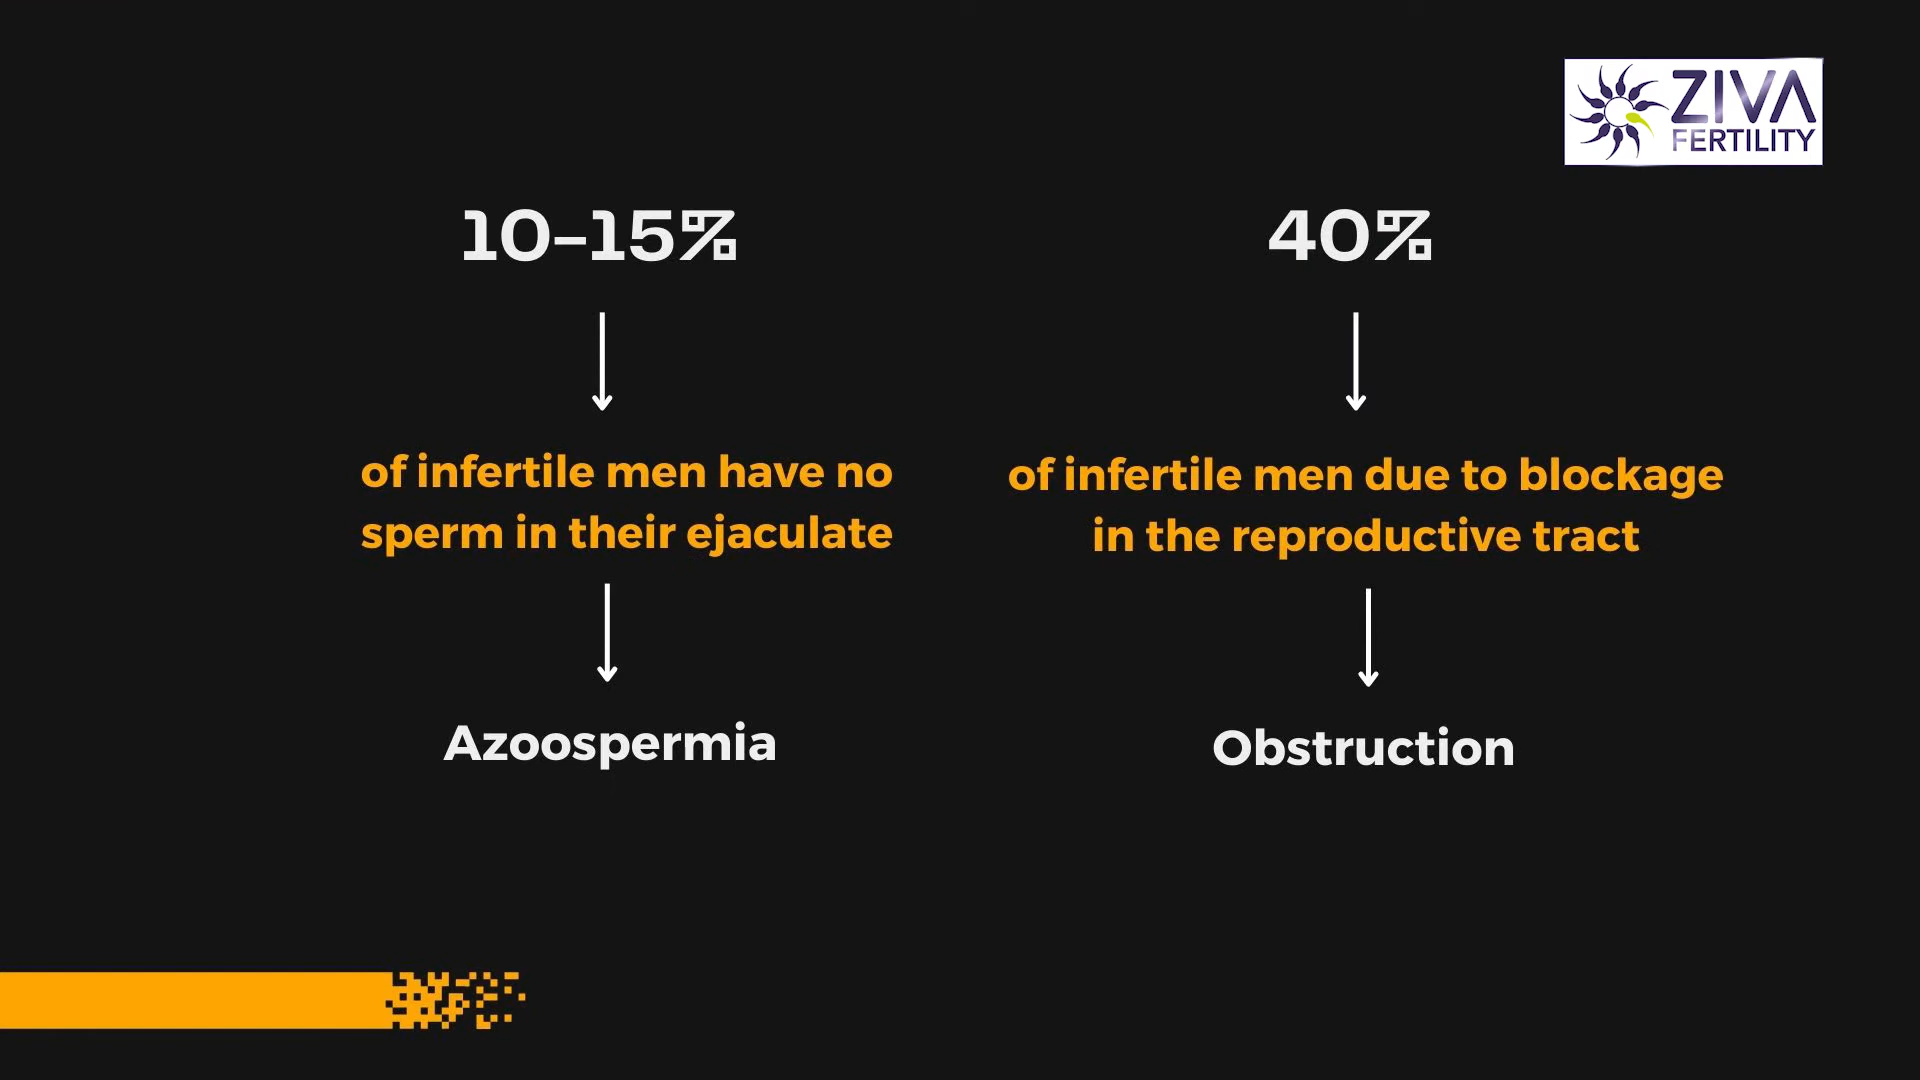 ZIVA
FERTILITY
10-15%
of infertile men have no
sperm in their ejaculate
Azoospermia
40%
of infertile men due to blockage
in the reproductive tract
Obstruction